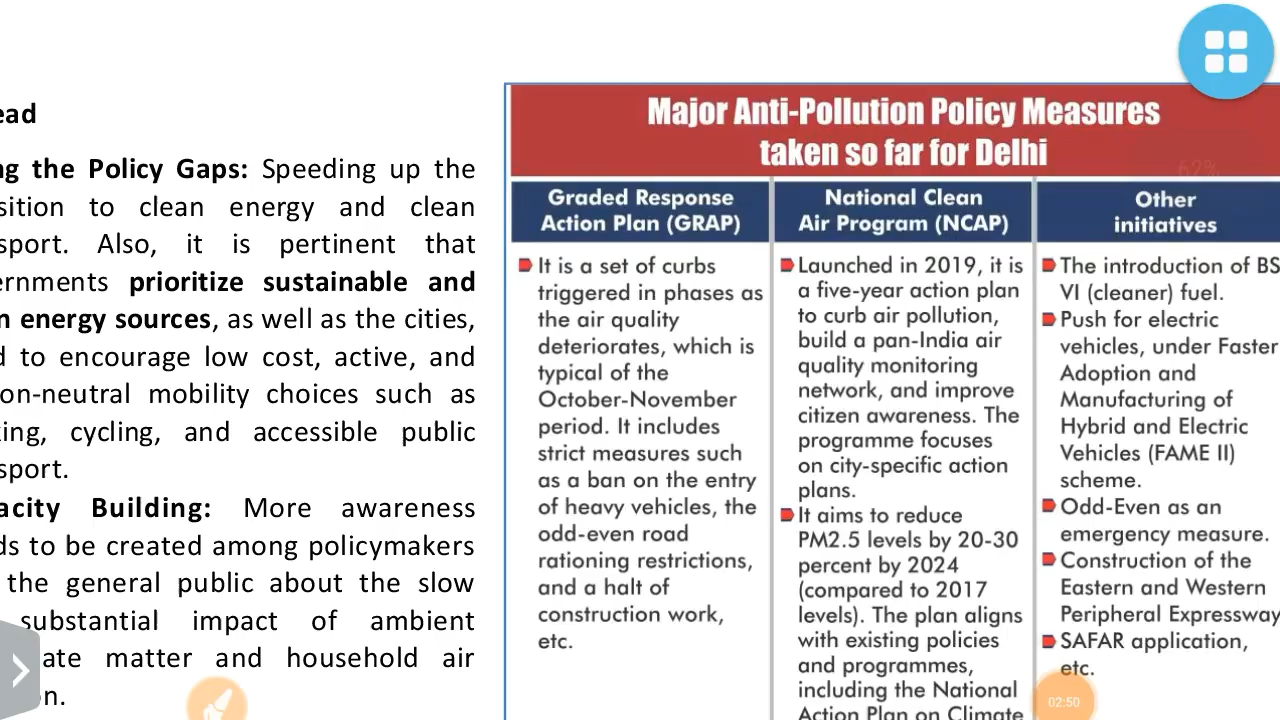 ead
ng the Policy Gaps: Speeding up the
sition to clean energy and clean
sport. Also, it is pertinent that
ernments prioritize sustainable and
n energy sources, as well as the cities,
d to encourage low cost, active, and
on-neutral mobility choices such as
king, cycling, and accessible public
sport.
acity Building: More awareness
ds to be created among policymakers
the general public about the slow
substantial impact of ambient
ate matter and household air
on.
Major Anti-Pollution Policy Measures
taken so far for Delhi
62%
Graded Response
Action Plan (GRAP)
It is a set of curbs
triggered in phases as
the air quality
deteriorates, which is
typical of the
October-November
period. It includes
strict measures such
as a ban on the entry
of heavy vehicles, the
odd-even road
rationing restrictions,
and a halt of
construction work,
etc.
National Clean
Air Program (NCAP)
Launched in 2019, it is
a five-year action plan
to curb air pollution,
build a pan-India air
quality monitoring
network, and improve
citizen awareness. The
programme focuses
on city-specific action
plans.
It aims to reduce
PM2.5 levels by 20-30
percent by 2024
(compared to 2017
levels). The plan aligns
with existing policies
and programmes,
including the National
Action Plan on Climate
Other
initiatives
The introduction of BS
VI (cleaner) fuel.
Push for electric
vehicles, under Faster
Adoption and
Manufacturing of
Hybrid and Electric
Vehicles (FAME II)
scheme.
Odd-Even as an
emergency measure.
Construction of the
Eastern and Western
Peripheral Expressway
SAFAR application,
etc.
02:50